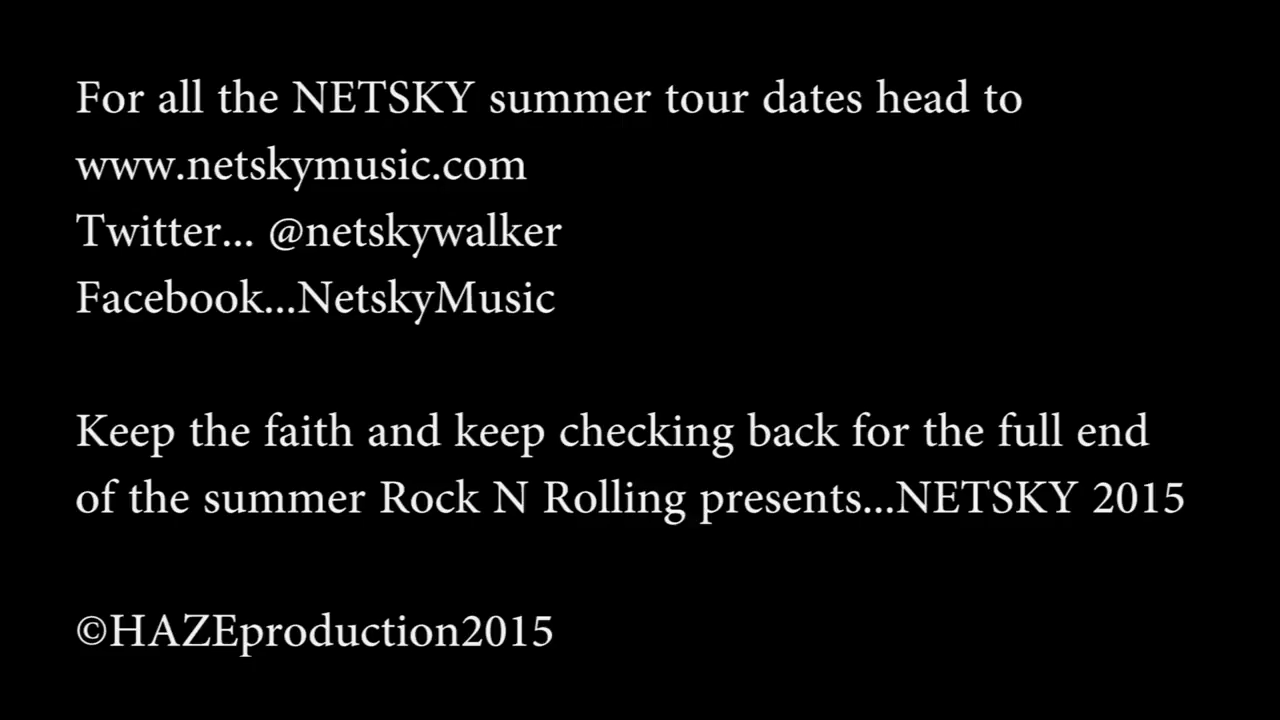 For all the NETSKY summer tour dates head to
www.netskymusic.com
Twitter... @netskywalker
Facebook...NetskyMusic
Keep the faith and keep checking back for the full end
of the summer Rock N Rolling presents...NETSKY 2015
©HAZEproduction2015